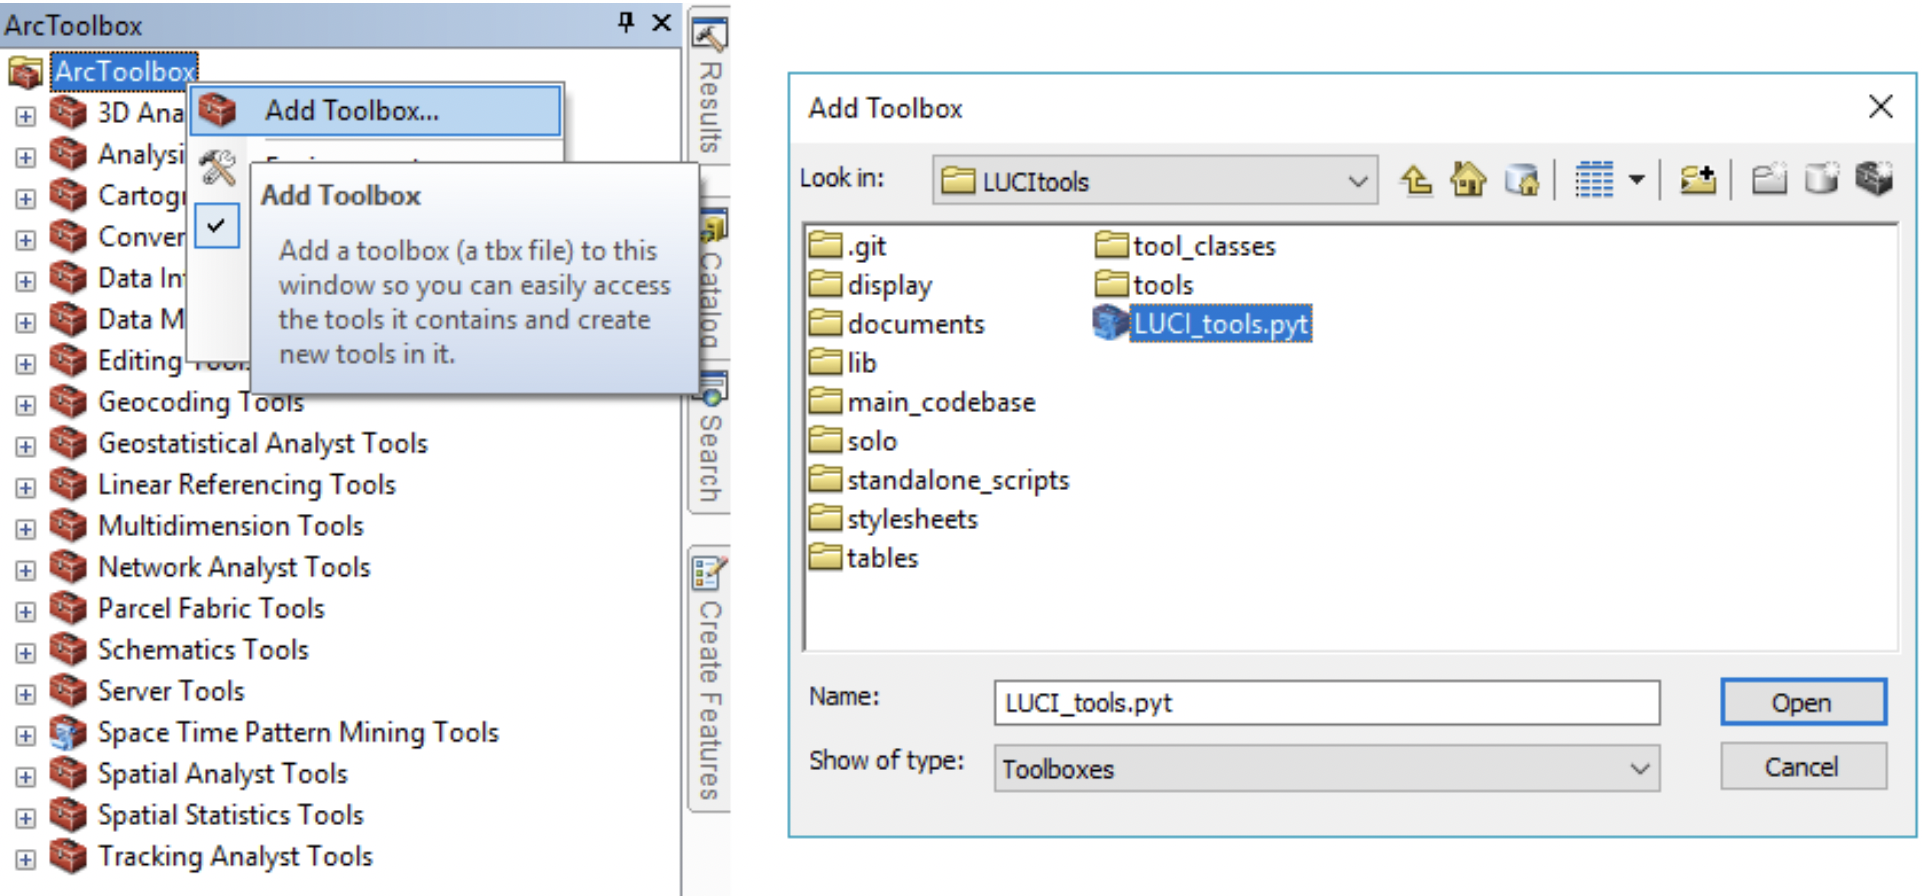 ArcToolbox
ArcToolbox
3D Ana
Add Toolbox...
Analysi
Cartogr
Add Toolbox
Conver
Add a toolbox (a tbx file) to this
window so you can easily access
the tools it contains and create
new tools in it.
Data In
Data M
Editing
Geocoding Tools
Geostatistical Analyst Tools
Linear Referencing Tools
Multidimension Tools
Network Analyst Tools
Parcel Fabric Tools
Schematics Tools
Server Tools
Space Time Pattern Mining Tools
Spatial Analyst Tools
Spatial Statistics Tools
Tracking Analyst Tools
Results
Catalog
Search
Create Features
Add Toolbox
Look in:
LUCItools
.git
display
documents
lib
main_codebase
solo
standalone_scripts
stylesheets
tables
tool_classes
tools
LUCI_tools.pyt
Name:
LUCI_tools.pyt
Open
Show of type:
Toolboxes
Cancel